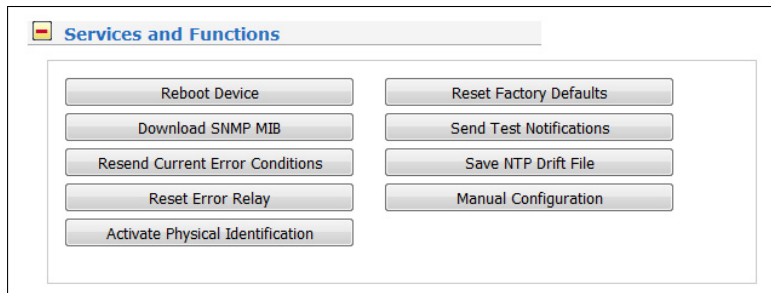 Services and Functions
Reboot Device
Reset Factory Defaults
Download SNMP MIB
Send Test Notifications
Resend Current Error Conditions
Save NTP Drift File
Reset Error Relay
Manual Configuration
Activate Physical Identification